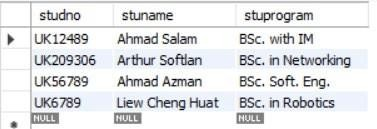 studno stuname stuprogram
UK12489 Ahmad Salam BSc. with IM
UK209306 Arthur Softlan BSc. in Networking
UK56789 Ahmad Azman BSc. Soft. Eng.
UK6789 Liew Cheng Huat BSc. in Robotics
NULL NULL NULL